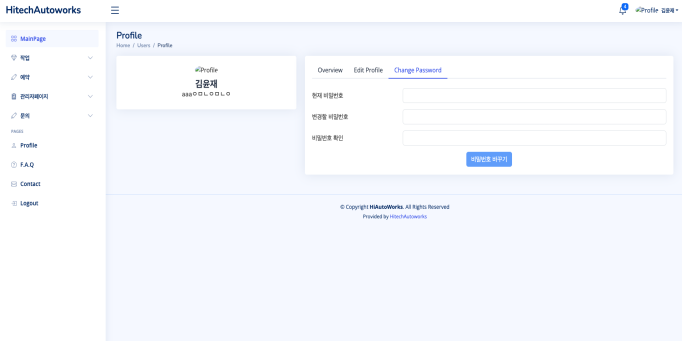 HitechAutoworks
4
Profile 김윤재
MainPage
작업
예약
관리자페이지
문의
PAGES
Profile
F.A.Q
Contact
Logout
Profile
Home / Users / Profile
Profile
김윤재
aaaㅇㅁㄴㅇㅁㄴㅇ
Overview Edit Profile Change Password
현재 비밀번호
변경할 비밀번호
비밀번호 확인
비밀번호 바꾸기
© Copyright HiAutoWorks. All Rights Reserved
Provided by HitechAutoworks